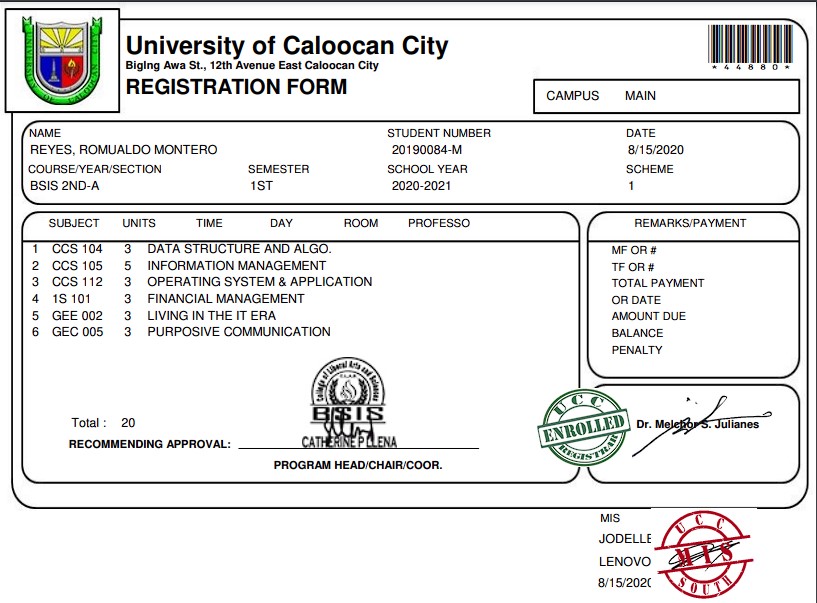 University of Caloocan City
Biglng Awa St., 12th Avenue East Caloocan City
REGISTRATION FORM
*44880*
CAMPUS MAIN
NAME STUDENT NUMBER DATE
REYES, ROMUALDO MONTERO 20190084-M 8/15/2020
COURSE/YEAR/SECTION SEMESTER SCHOOL YEAR SCHEME
BSIS 2ND-A 1ST 2020-2021 1
SUBJECT UNITS TIME DAY ROOM PROFESSO
1 CCS 104 3 DATA STRUCTURE AND ALGO.
2 CCS 105 5 INFORMATION MANAGEMENT
3 CCS 112 3 OPERATING SYSTEM & APPLICATION
4 1S 101 3 FINANCIAL MANAGEMENT
5 GEE 002 3 LIVING IN THE IT ERA
6 GEC 005 3 PURPOSIVE COMMUNICATION
REMARKS/PAYMENT
MF OR #
TF OR #
TOTAL PAYMENT
OR DATE
AMOUNT DUE
BALANCE
PENALTY
College of Liberal Arts and Sciences
BSIS
CATHERINE P LLENA
Total : 20
RECOMMENDING APPROVAL:
PROGRAM HEAD/CHAIR/COOR.
UCC
ENROLLED
REGISTRAR
Dr. Melchor S. Julianes
MIS
JODELLE
LENOVO
8/15/2020
UCC
MIS
SOUTH